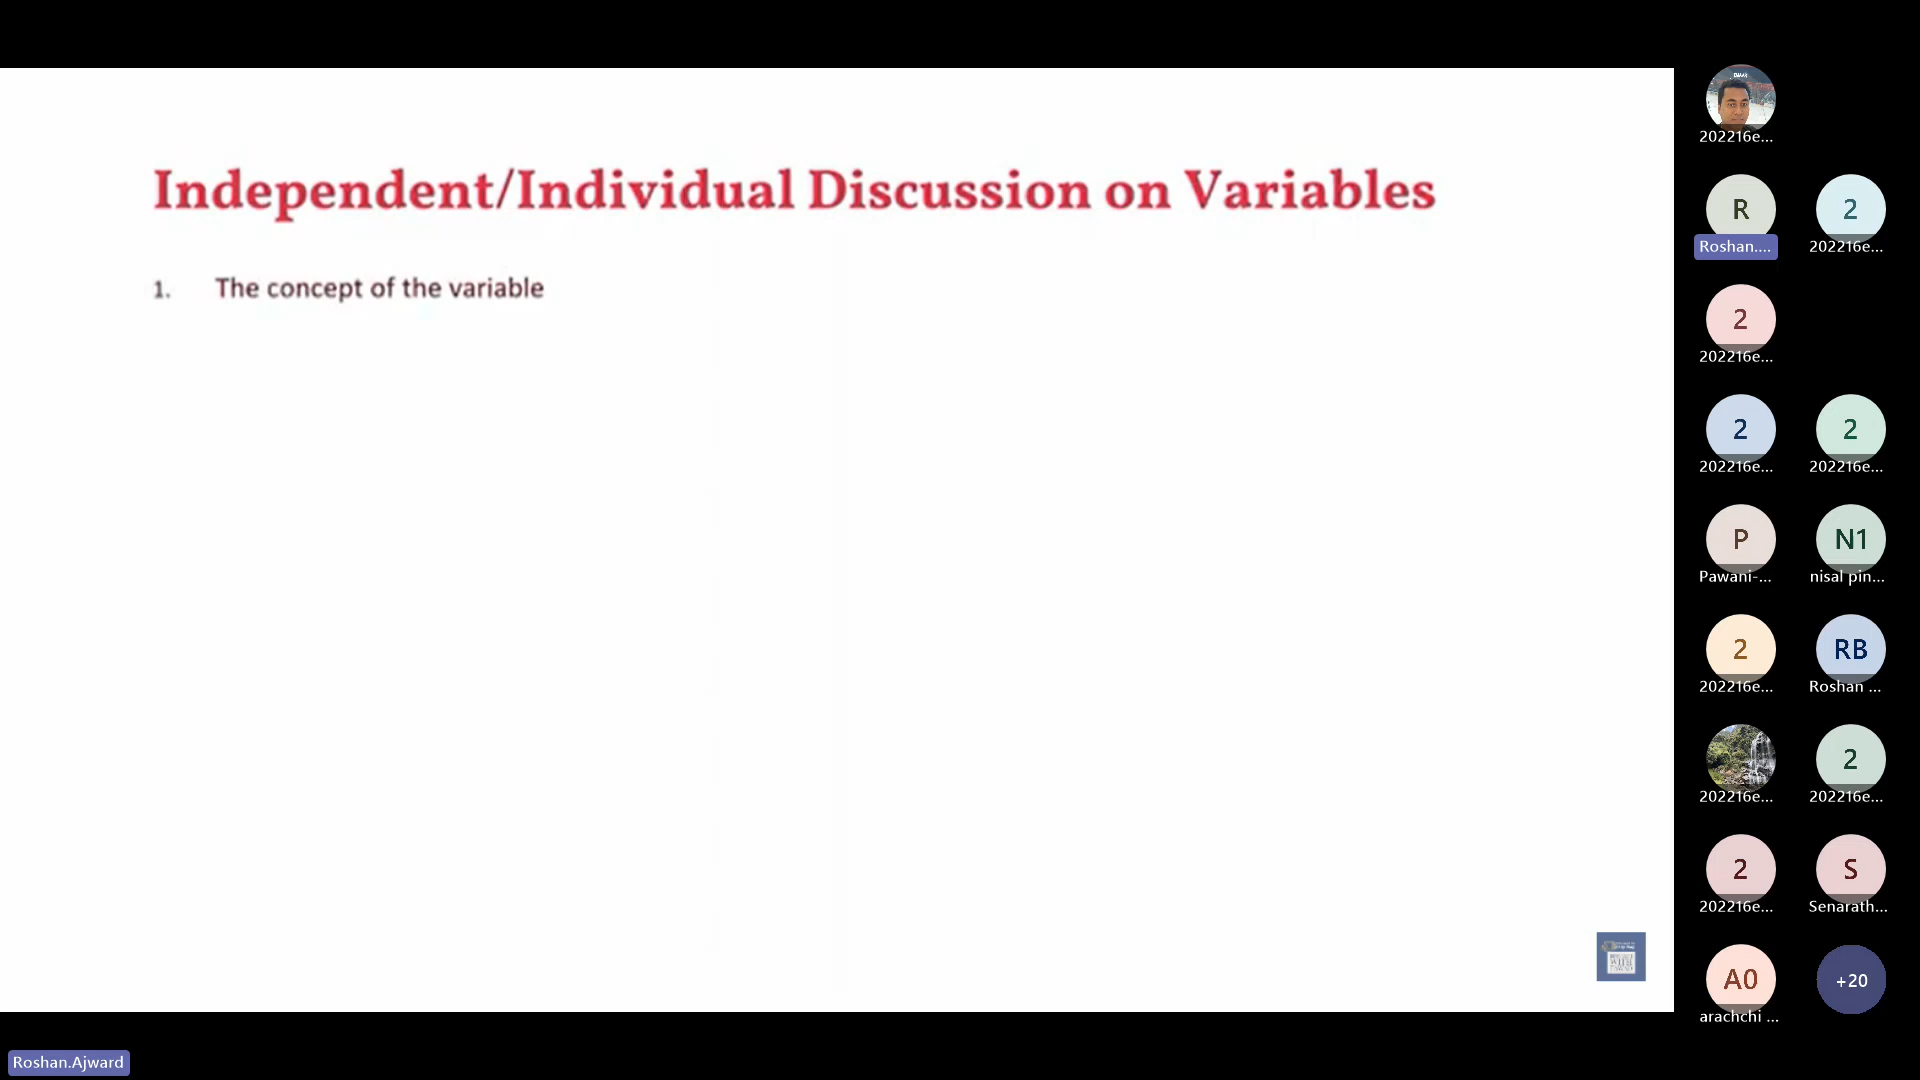 Independent/Individual Discussion on Variables
1. The concept of the variable
202216e...
R
Roshan....
2
202216e...
2
202216e...
2
202216e...
2
202216e...
P
Pawani-...
N1
nisal pin...
2
202216e...
RB
Roshan ...
202216e...
2
202216e...
2
202216e...
S
Senarath...
A0
arachchi ...
+20
Roshan.Ajward